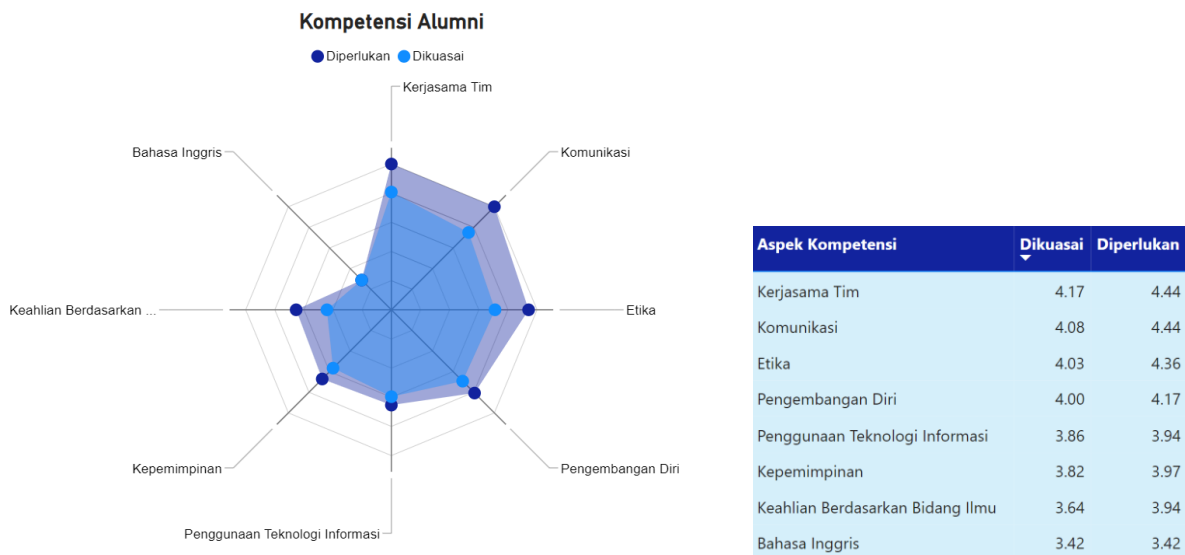 Kompetensi Alumni
Diperlukan Dikuasai
Kerjasama Tim
Bahasa Inggris
Komunikasi
Keahlian Berdasarkan ...
Etika
Kepemimpinan
Pengembangan Diri
Penggunaan Teknologi Informasi
Aspek Kompetensi Dikuasai Diperlukan
Kerjasama Tim 4.17 4.44
Komunikasi 4.08 4.44
Etika 4.03 4.36
Pengembangan Diri 4.00 4.17
Penggunaan Teknologi Informasi 3.86 3.94
Kepemimpinan 3.82 3.97
Keahlian Berdasarkan Bidang Ilmu 3.64 3.94
Bahasa Inggris 3.42 3.42